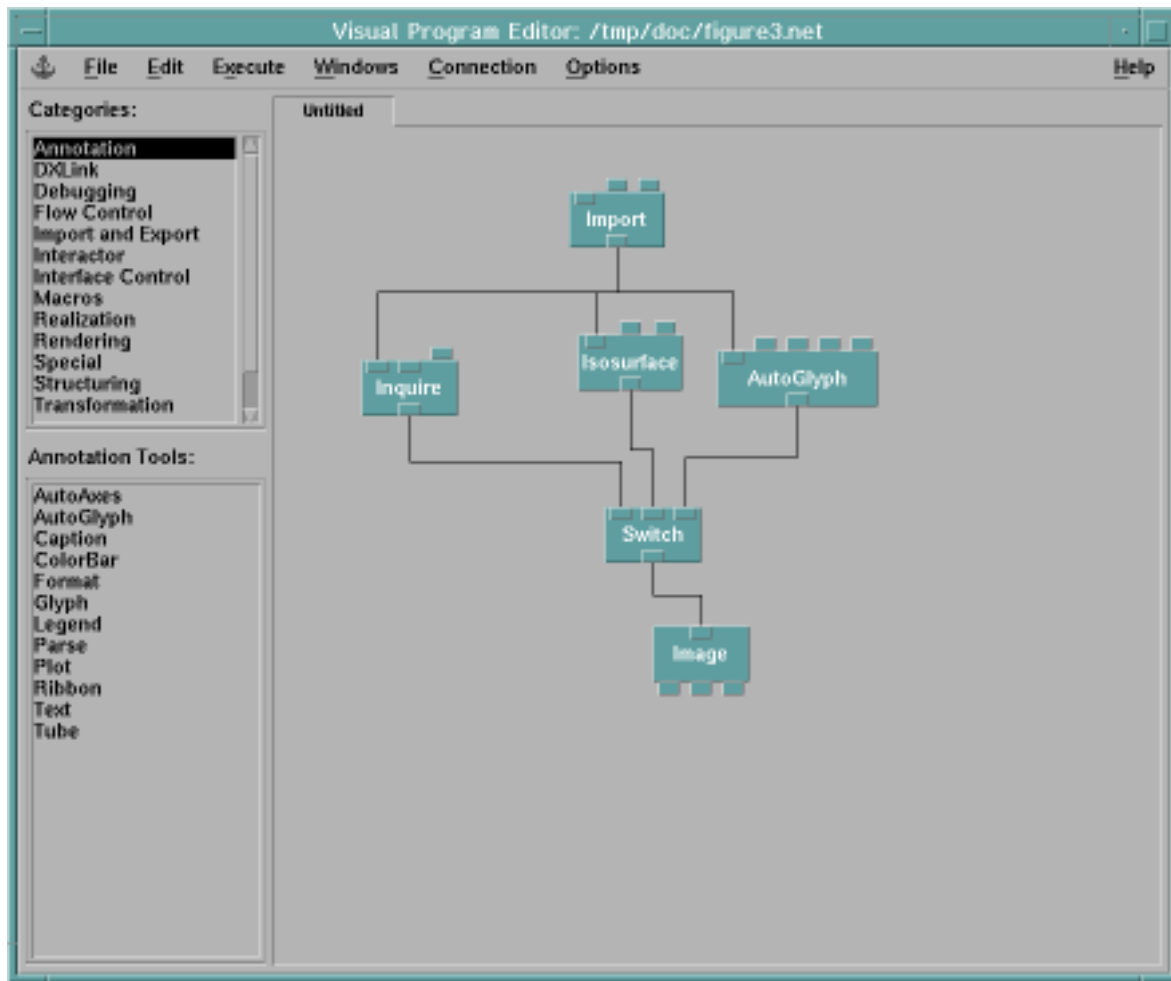 Visual Program Editor: /tmp/doc/figure3.net
File Edit Execute Windows Connection Options Help
Categories:
Untitled
Annotation
DXLink
Debugging
Flow Control
Import and Export
Interactor
Interface Control
Macros
Realization
Rendering
Special
Structuring
Transformation
Annotation Tools:
AutoAxes
AutoGlyph
Caption
ColorBar
Format
Glyph
Legend
Parse
Plot
Ribbon
Text
Tube
Import
Inquire
Isosurface
AutoGlyph
Switch
Image